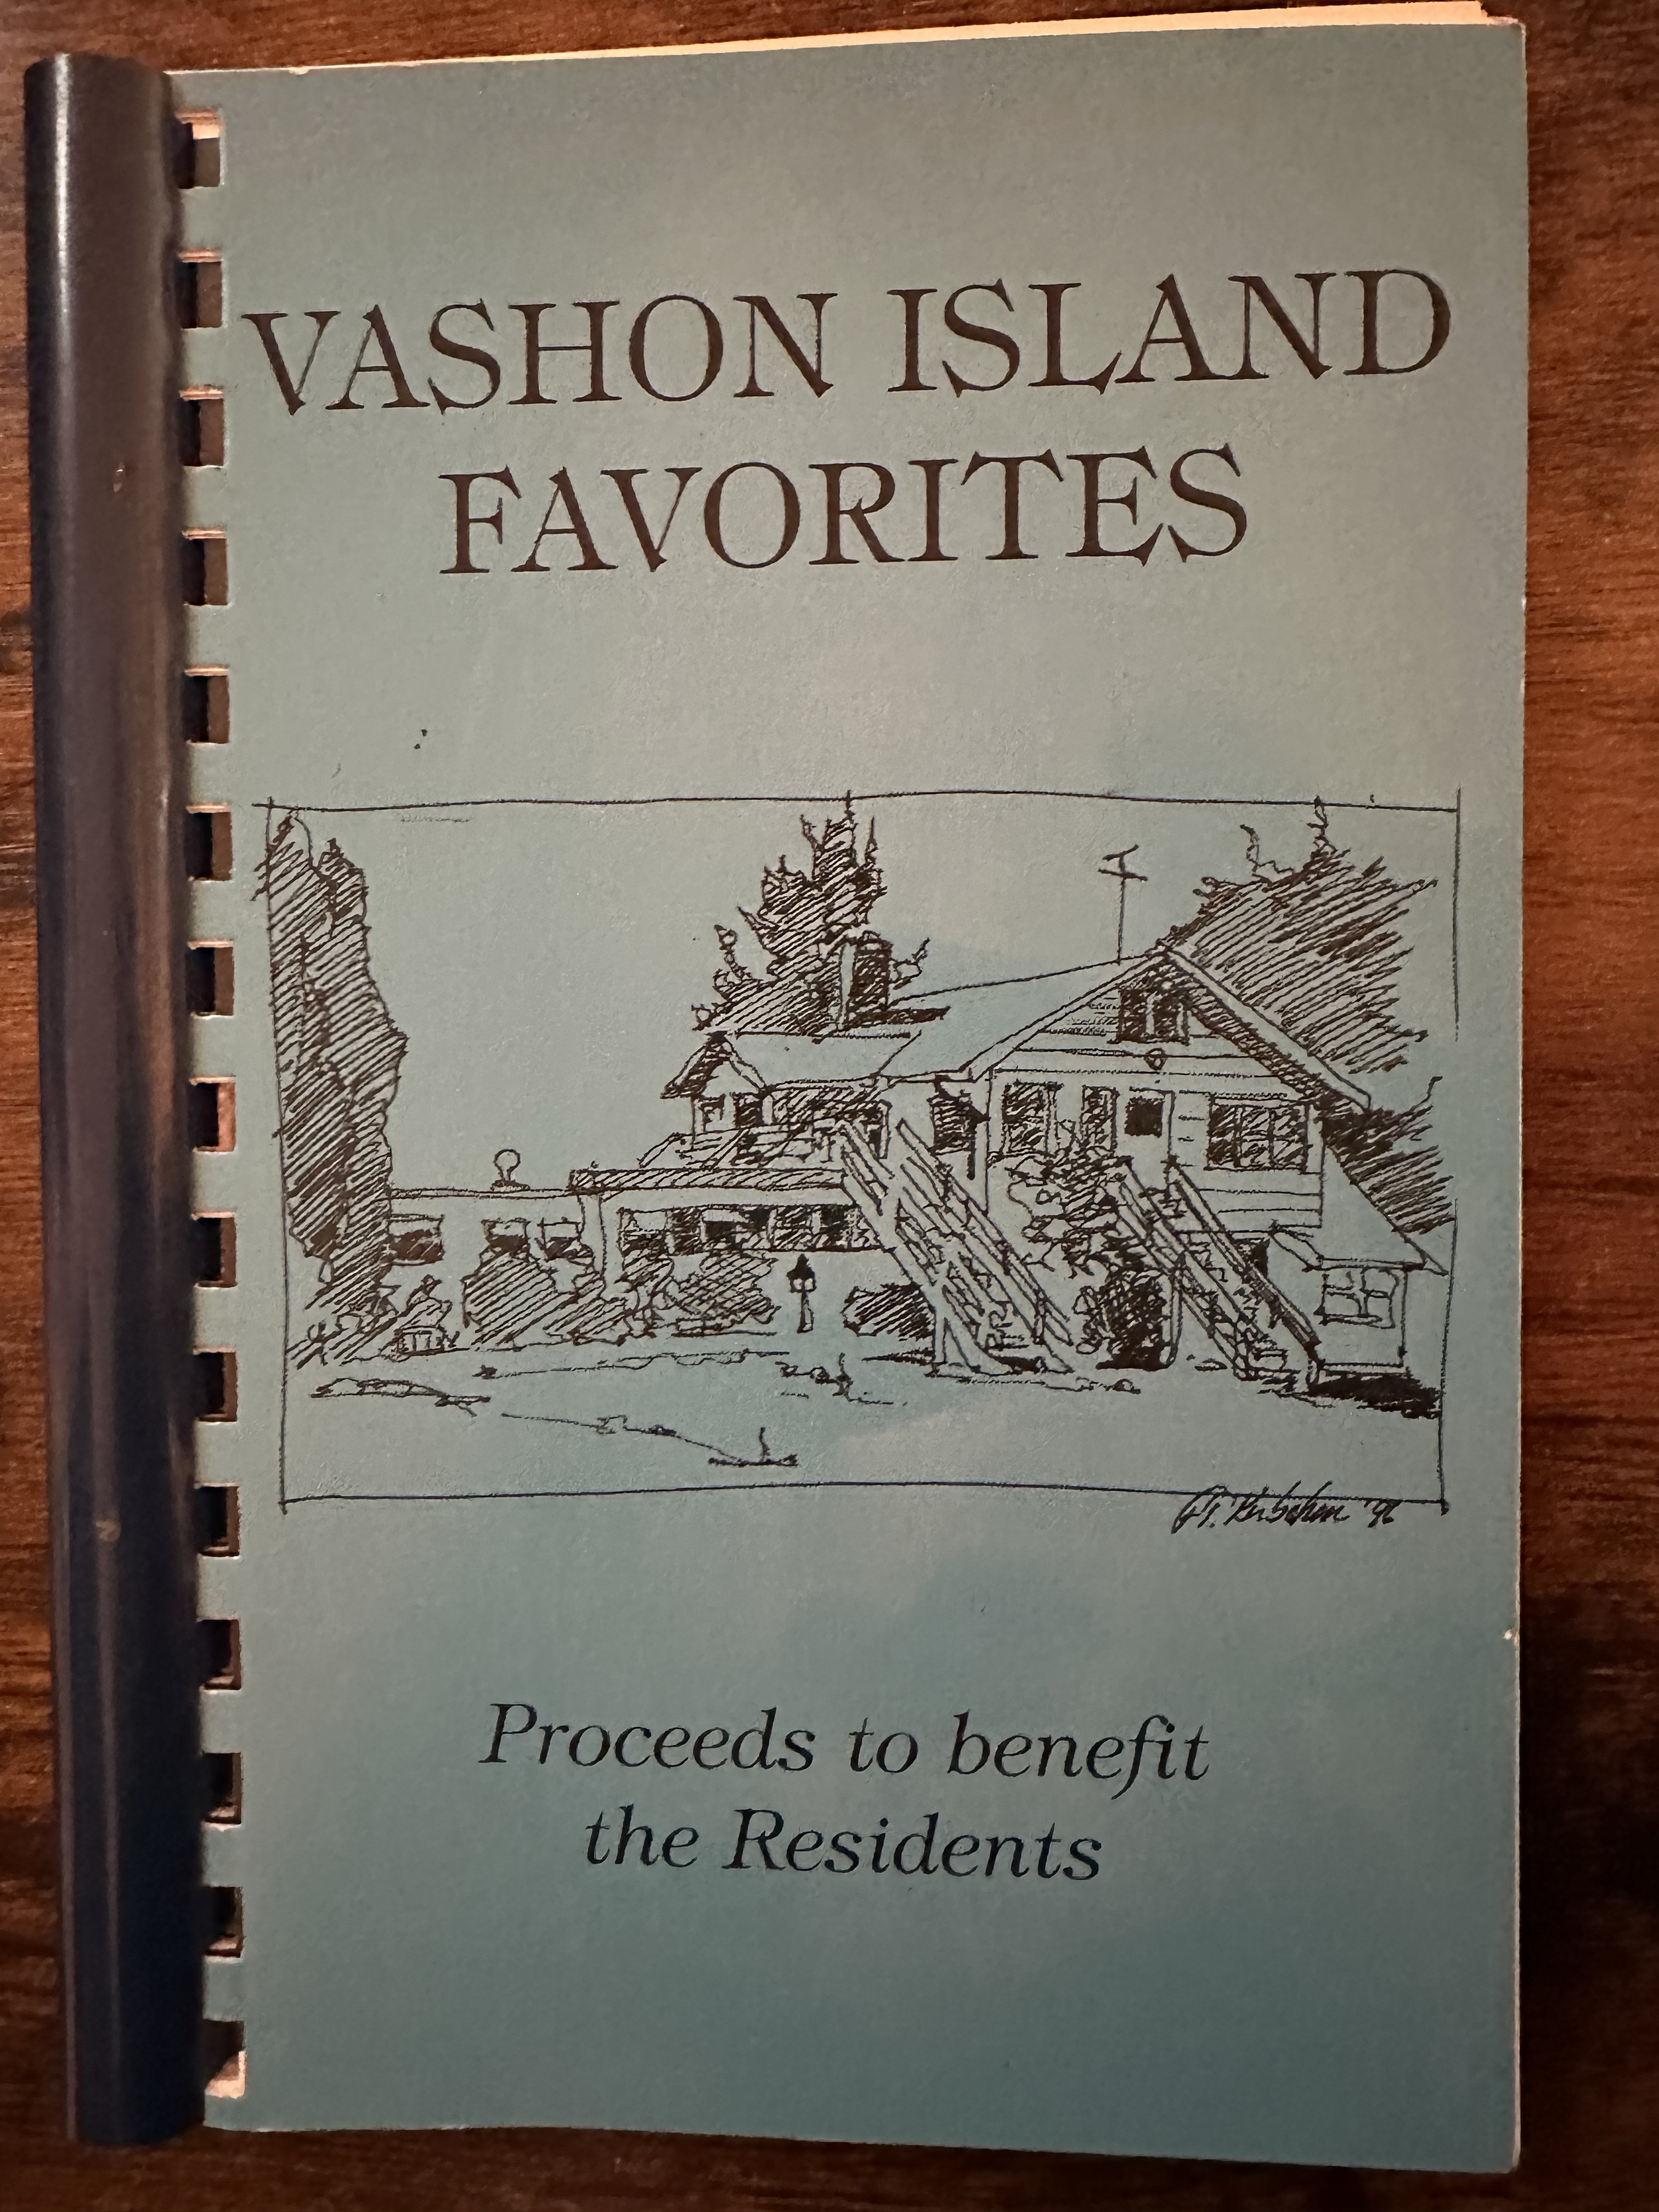 VASHON ISLAND
FAVORITES
Proceeds to benefit
the Residents